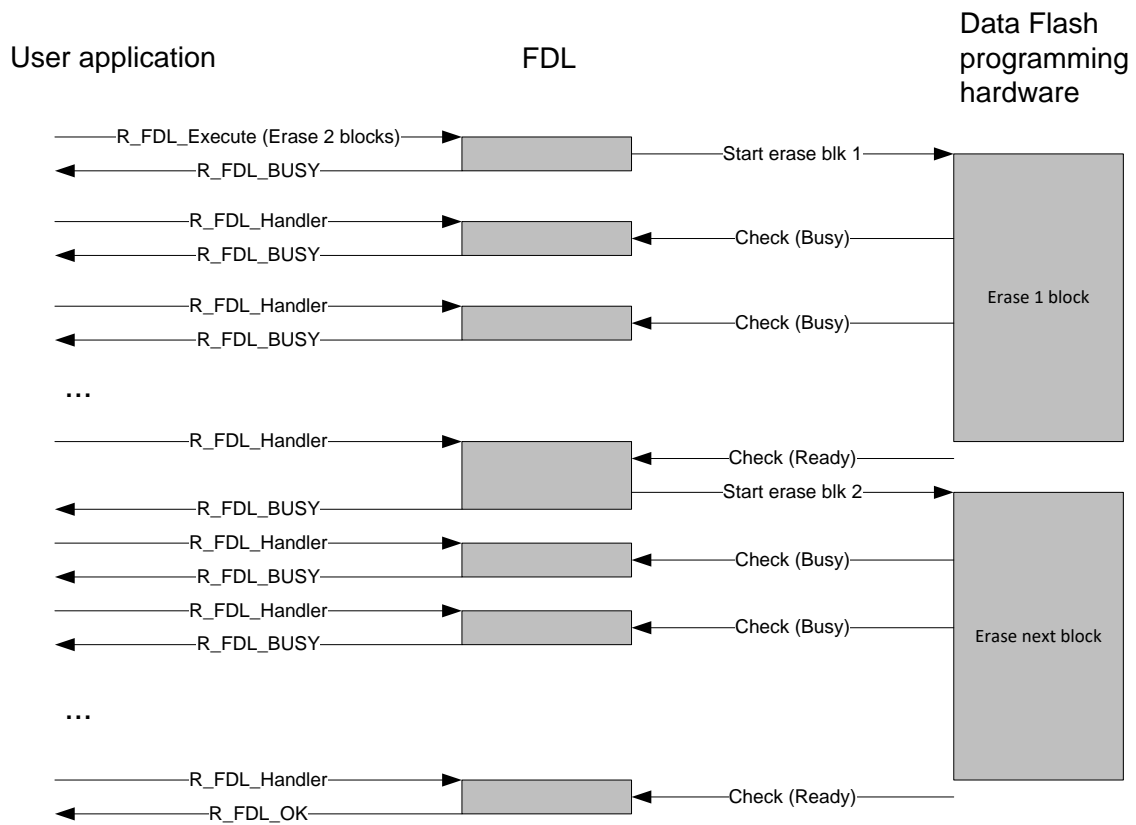 User application
FDL
Data Flash
programming
hardware
R_FDL_Execute (Erase 2 blocks)
Start erase blk 1
R_FDL_BUSY
R_FDL_Handler
Check (Busy)
R_FDL_BUSY
Erase 1 block
R_FDL_Handler
Check (Busy)
R_FDL_BUSY
...
R_FDL_Handler
Check (Ready)
Start erase blk 2
R_FDL_BUSY
R_FDL_Handler
Check (Busy)
R_FDL_BUSY
R_FDL_Handler
Check (Busy)
Erase next block
R_FDL_BUSY
...
R_FDL_Handler
Check (Ready)
R_FDL_OK